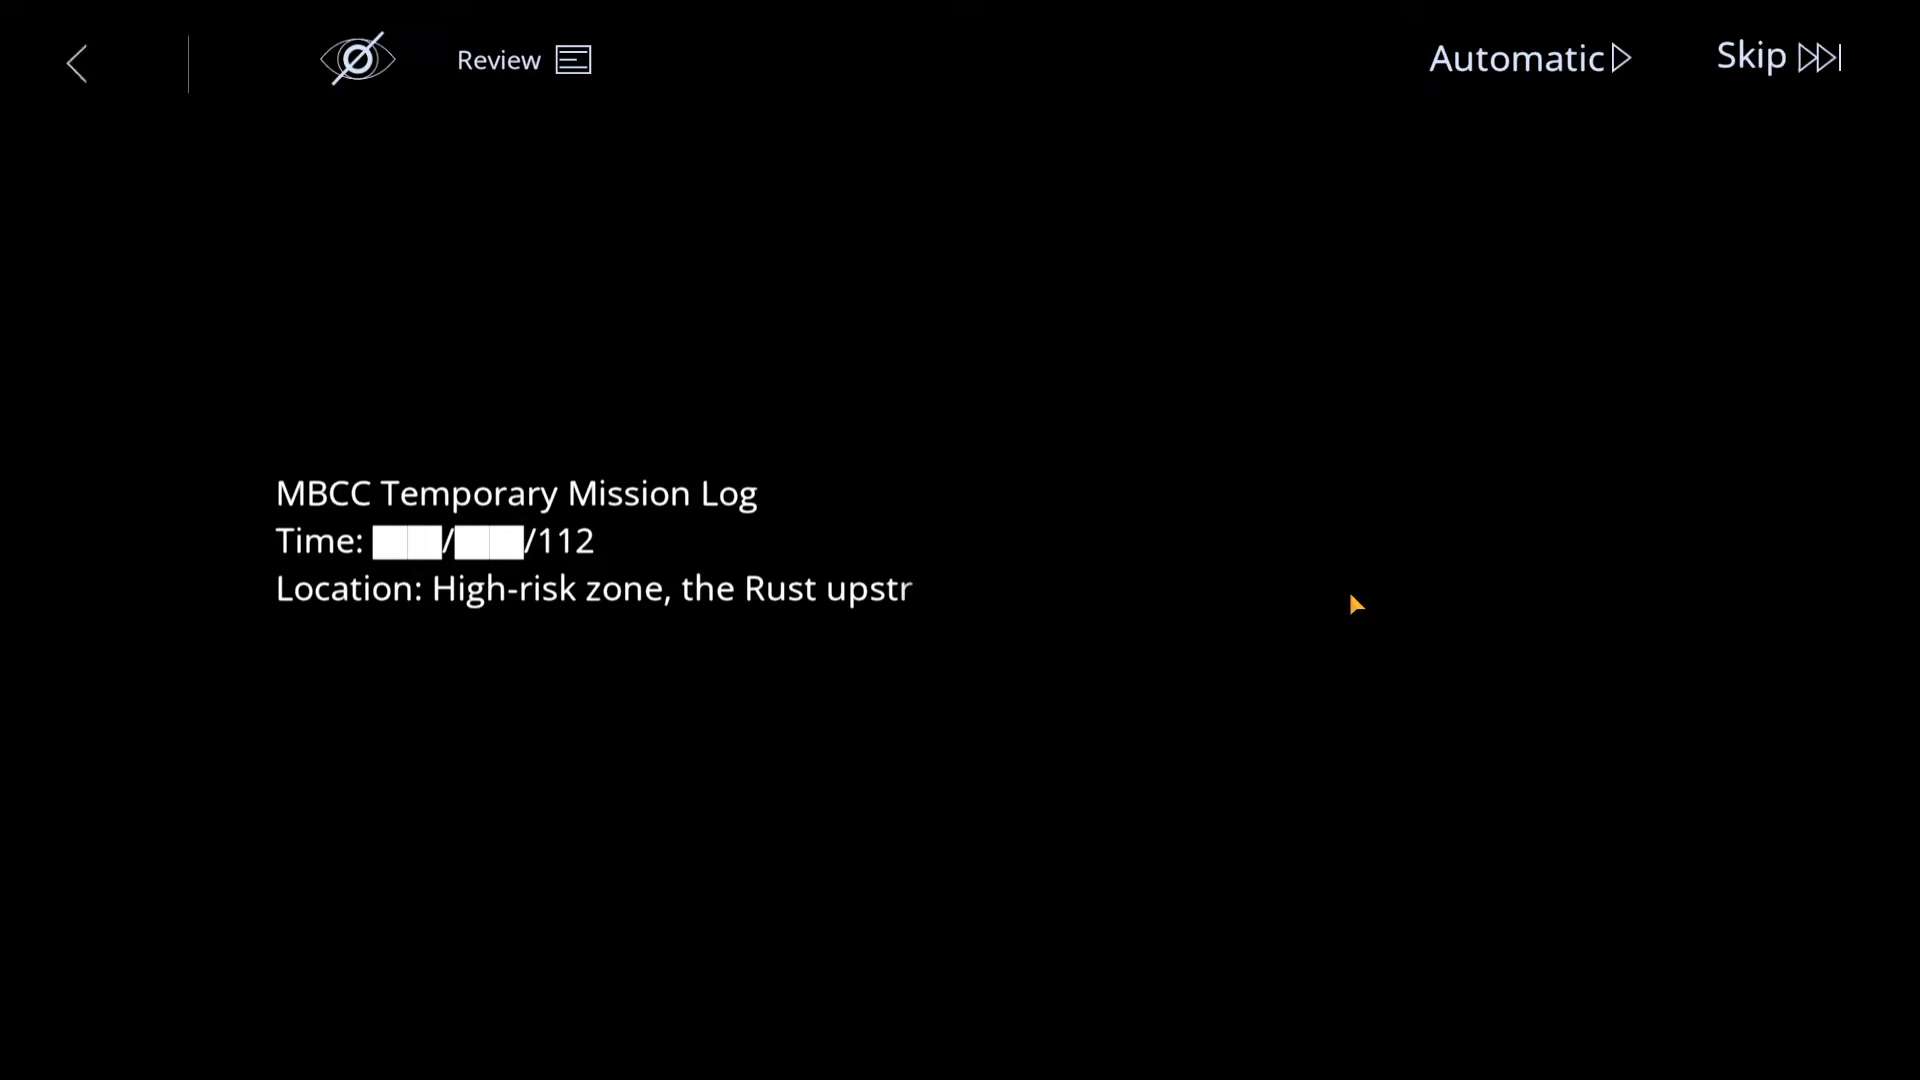 Review
Automatic
Skip
MBCC Temporary Mission Log
Time: ██/██/112
Location: High-risk zone, the Rust upstr